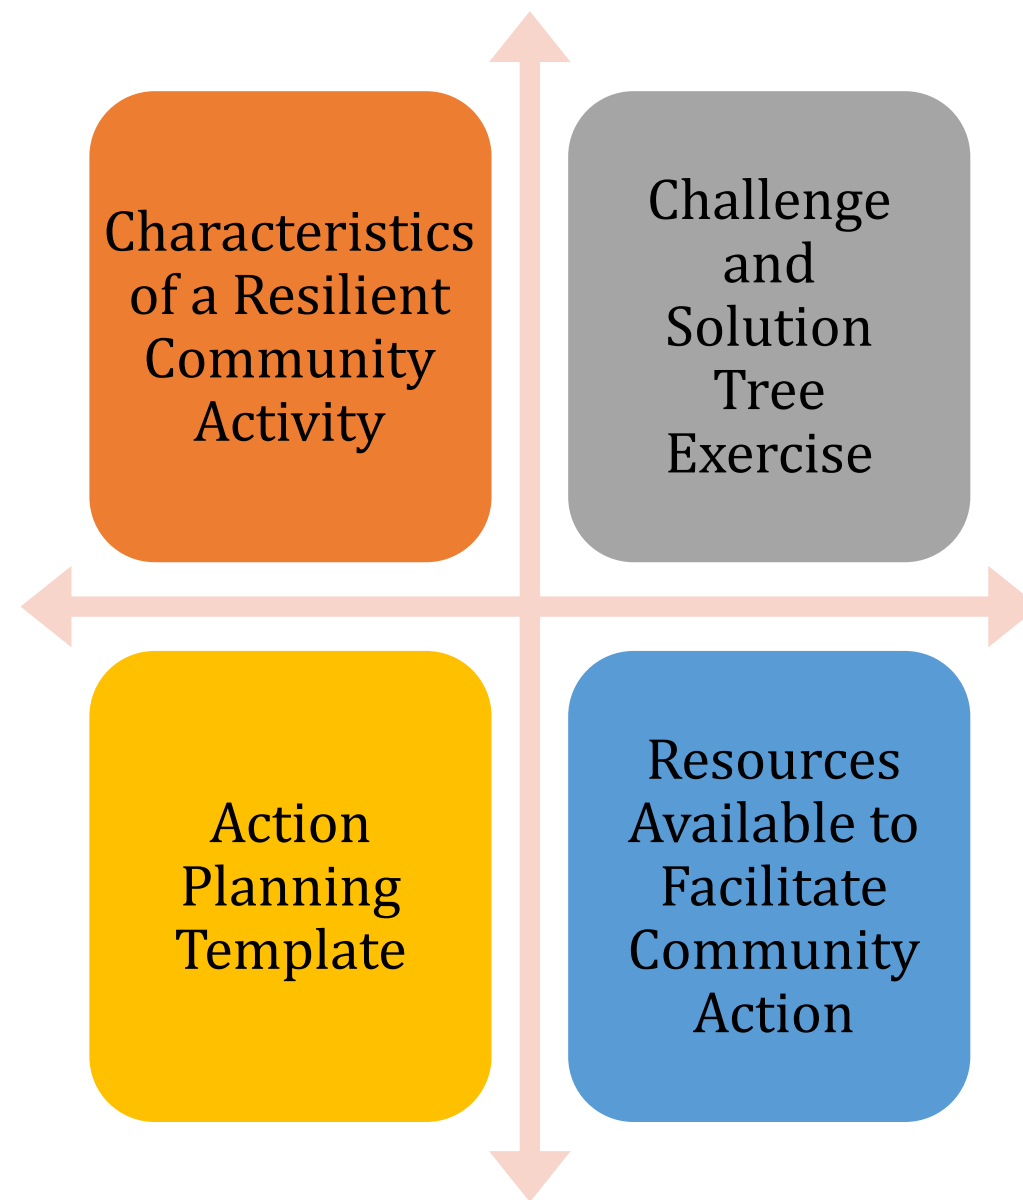 Characteristics
of a Resilient
Community
Activity
Challenge
and
Solution
Tree
Exercise
Action
Planning
Template
Resources
Available to
Facilitate
Community
Action